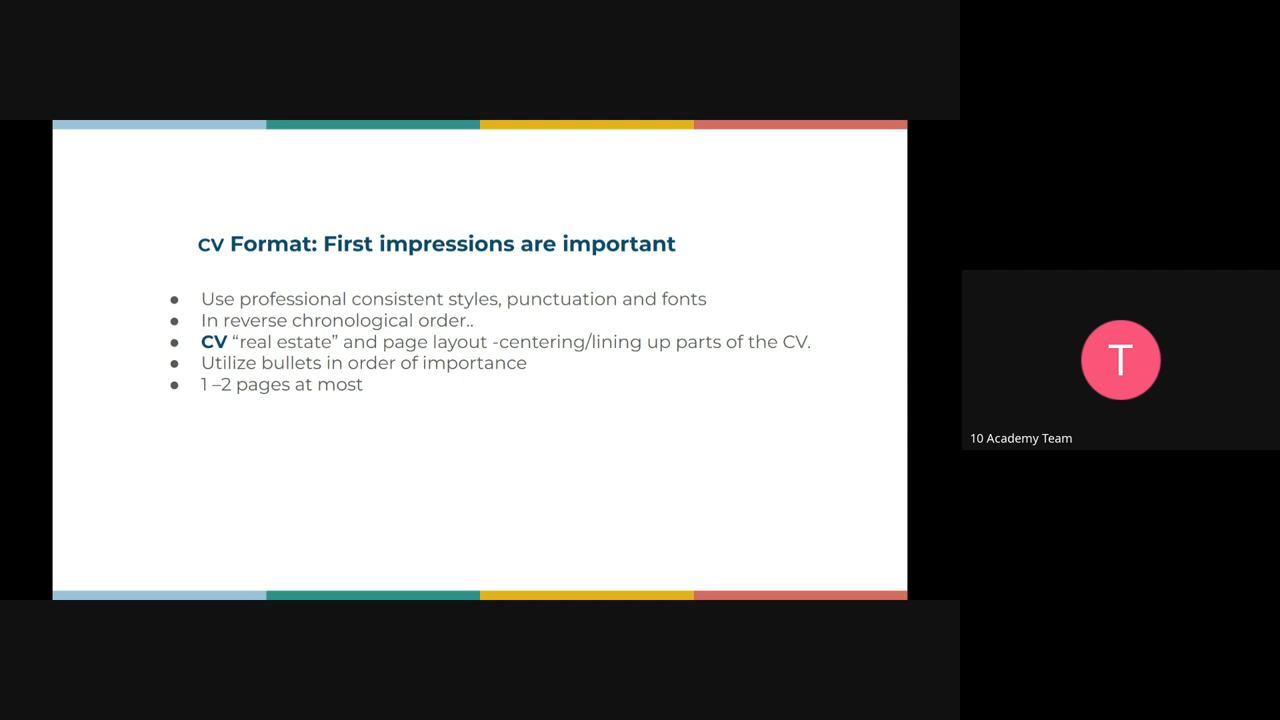 CV Format: First impressions are important
● Use professional consistent styles, punctuation and fonts
● In reverse chronological order..
● CV “real estate” and page layout -centering/lining up parts of the CV.
● Utilize bullets in order of importance
● 1 –2 pages at most
T
10 Academy Team